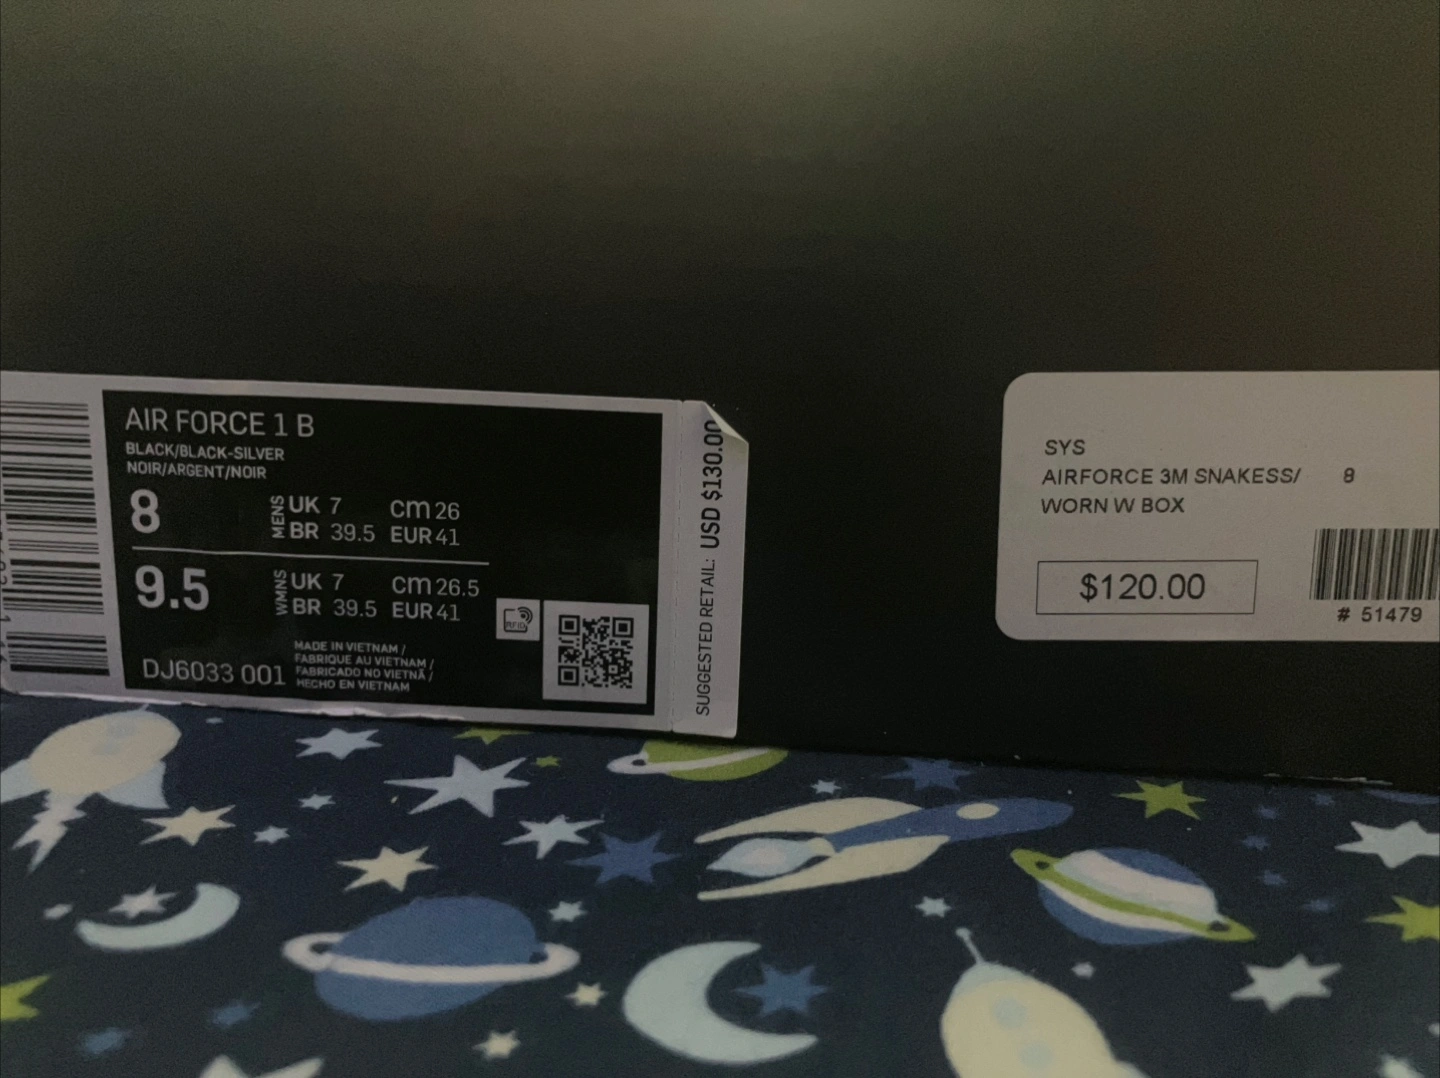 AIR FORCE 1 B
BLACK/BLACK-SILVER
NOIR/ARGENT/NOIR
8
MENS
UK 7 cm 26
BR 39.5 EUR 41
9.5
WMNS
UK 7 cm 26.5
BR 39.5 EUR 41
RFID
DJ6033 001
MADE IN VIETNAM /
FABRIQUE AU VIETNAM /
FABRICADO NO VIETNÃ /
HECHO EN VIETNAM
SUGGESTED RETAIL: USD $130.00
SYS
AIRFORCE 3M SNAKESS/ 8
WORN W BOX
$120.00
# 51479